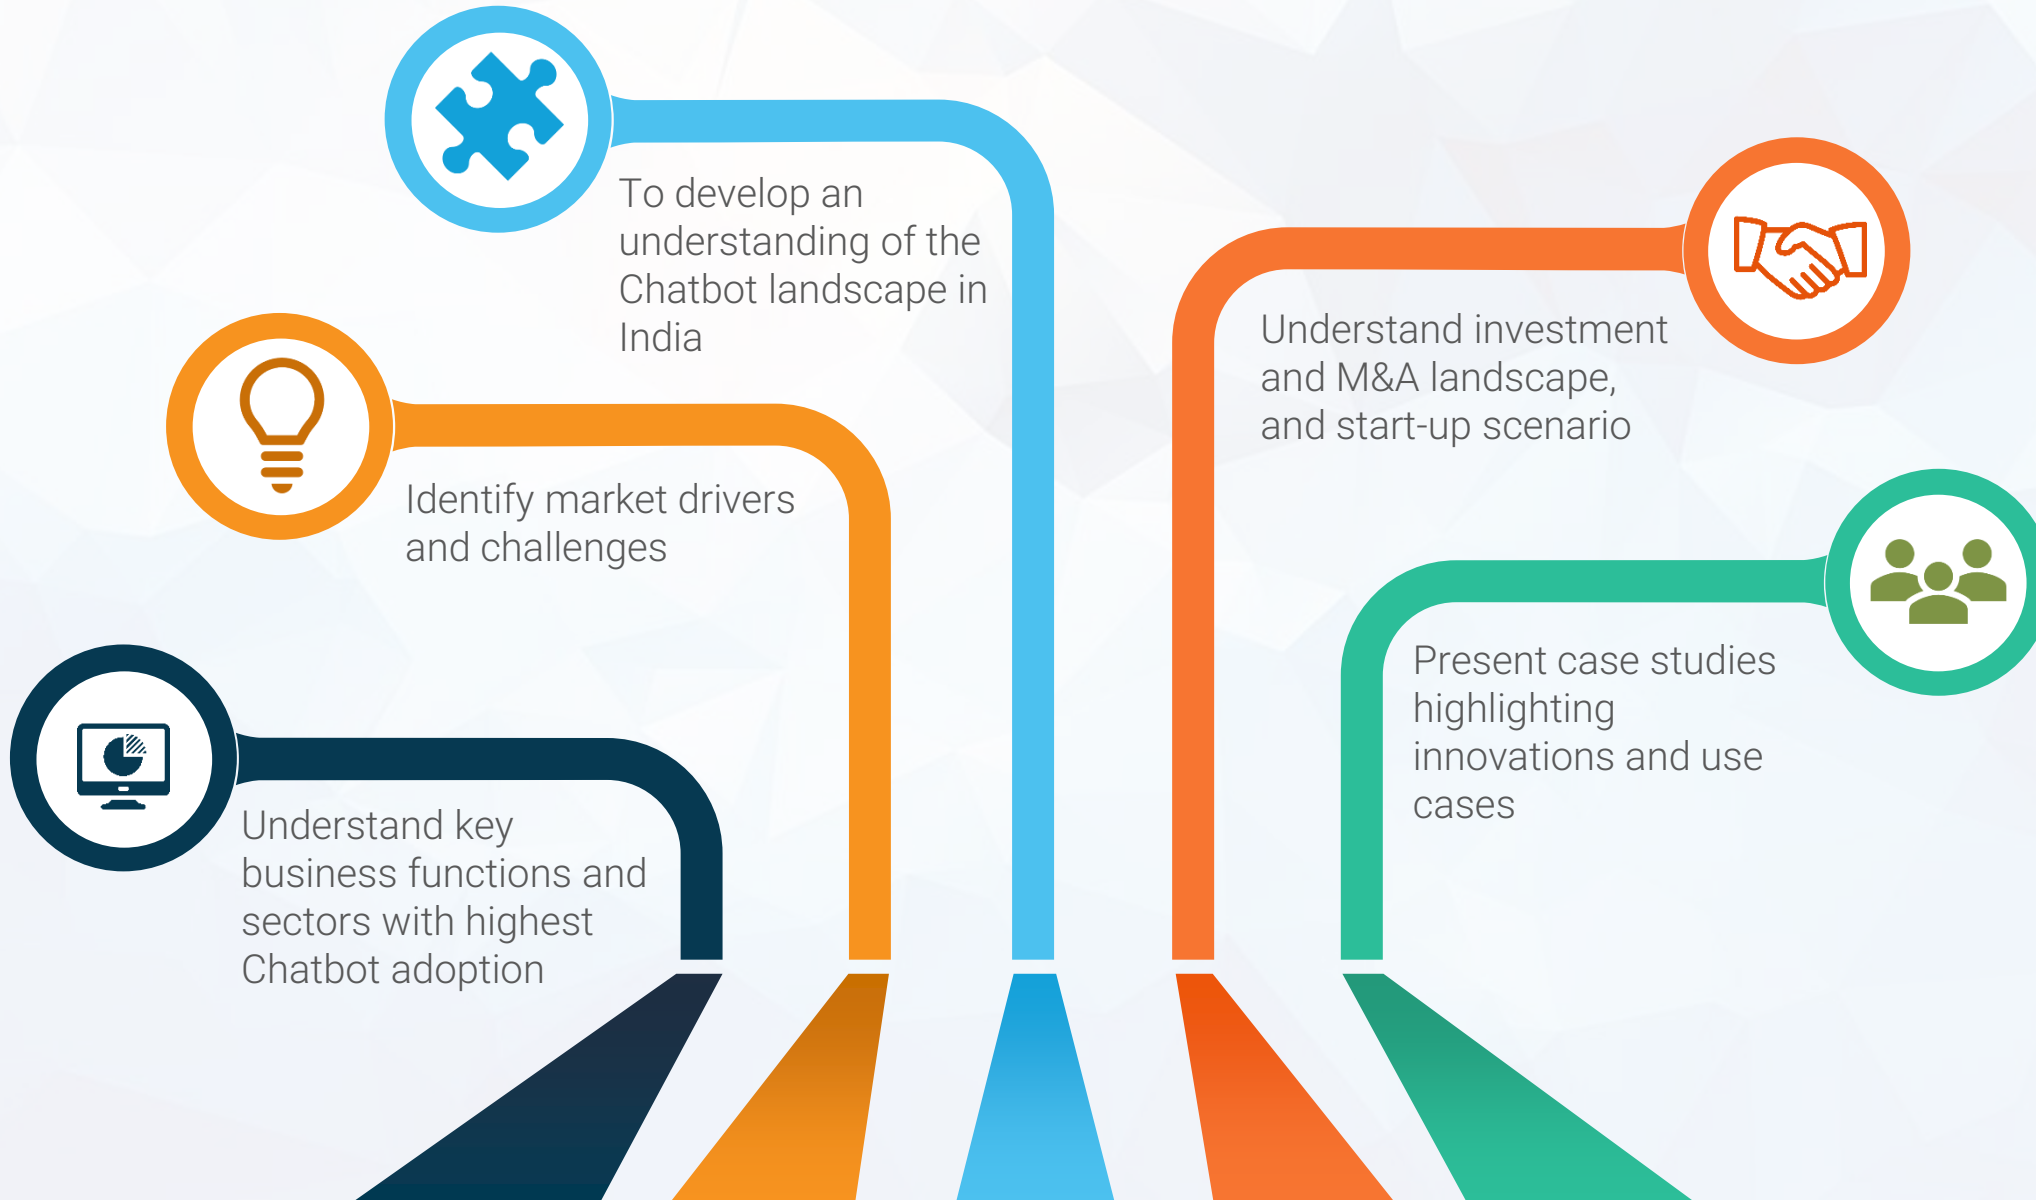 To develop an
understanding of the
Chatbot landscape in
India
Identify market drivers
and challenges
Understand key
business functions and
sectors with highest
Chatbot adoption
Understand investment
and M&A landscape,
and start-up scenario
Present case studies
highlighting
innovations and use
cases